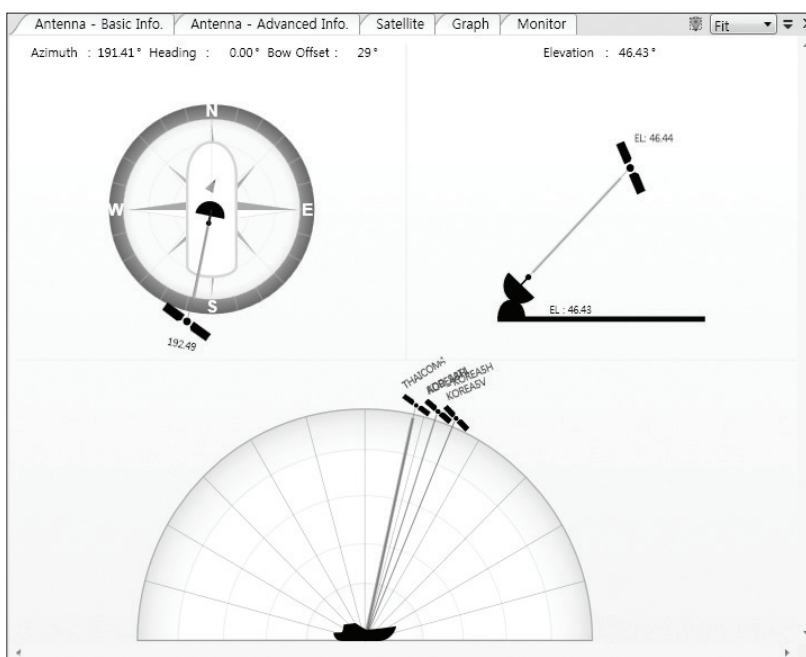 Antenna - Basic Info. Antenna - Advanced Info. Satellite Graph Monitor Fit
Azimuth : 191.41° Heading : 0.00° Bow Offset : 29°
Elevation : 46.43°
N
W E
S
192.49
EL: 46.44
EL : 46.43
KOREASH
KOREASV